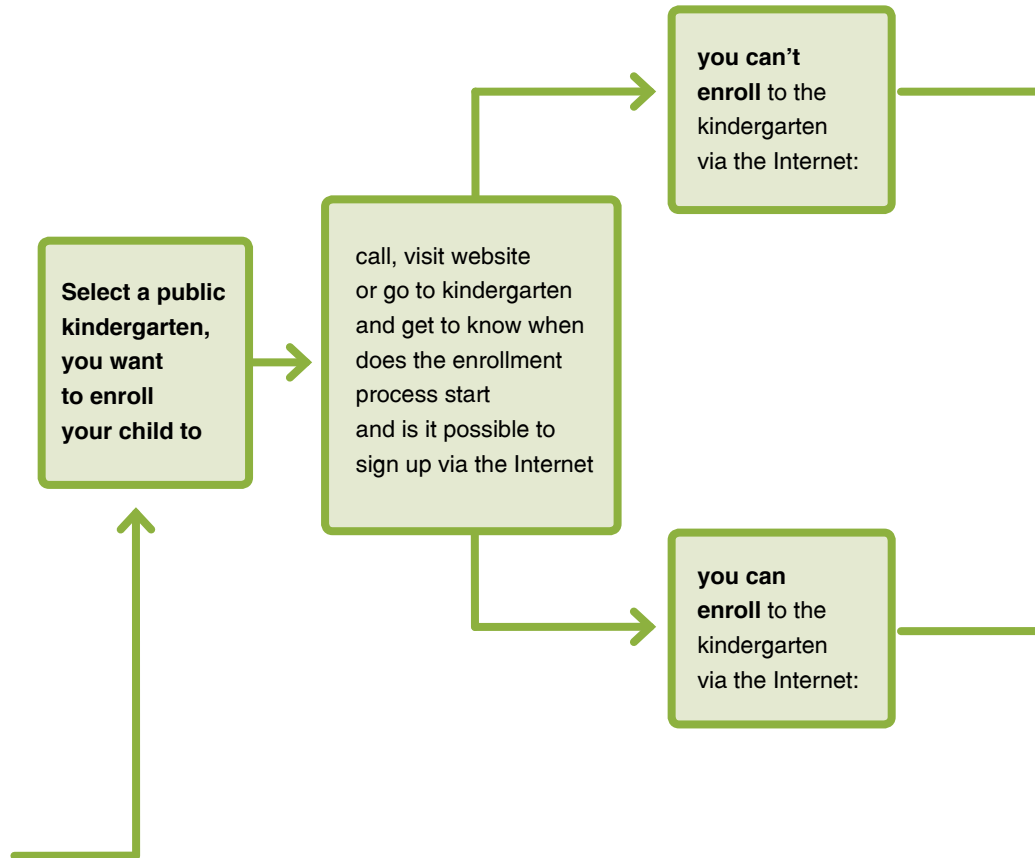 Select a public
kindergarten,
you want
to enroll
your child to
call, visit website
or go to kindergarten
and get to know when
does the enrollment
process start
and is it possible to
sign up via the Internet
you can’t
enroll to the
kindergarten
via the Internet:
you can
enroll to the
kindergarten
via the Internet: